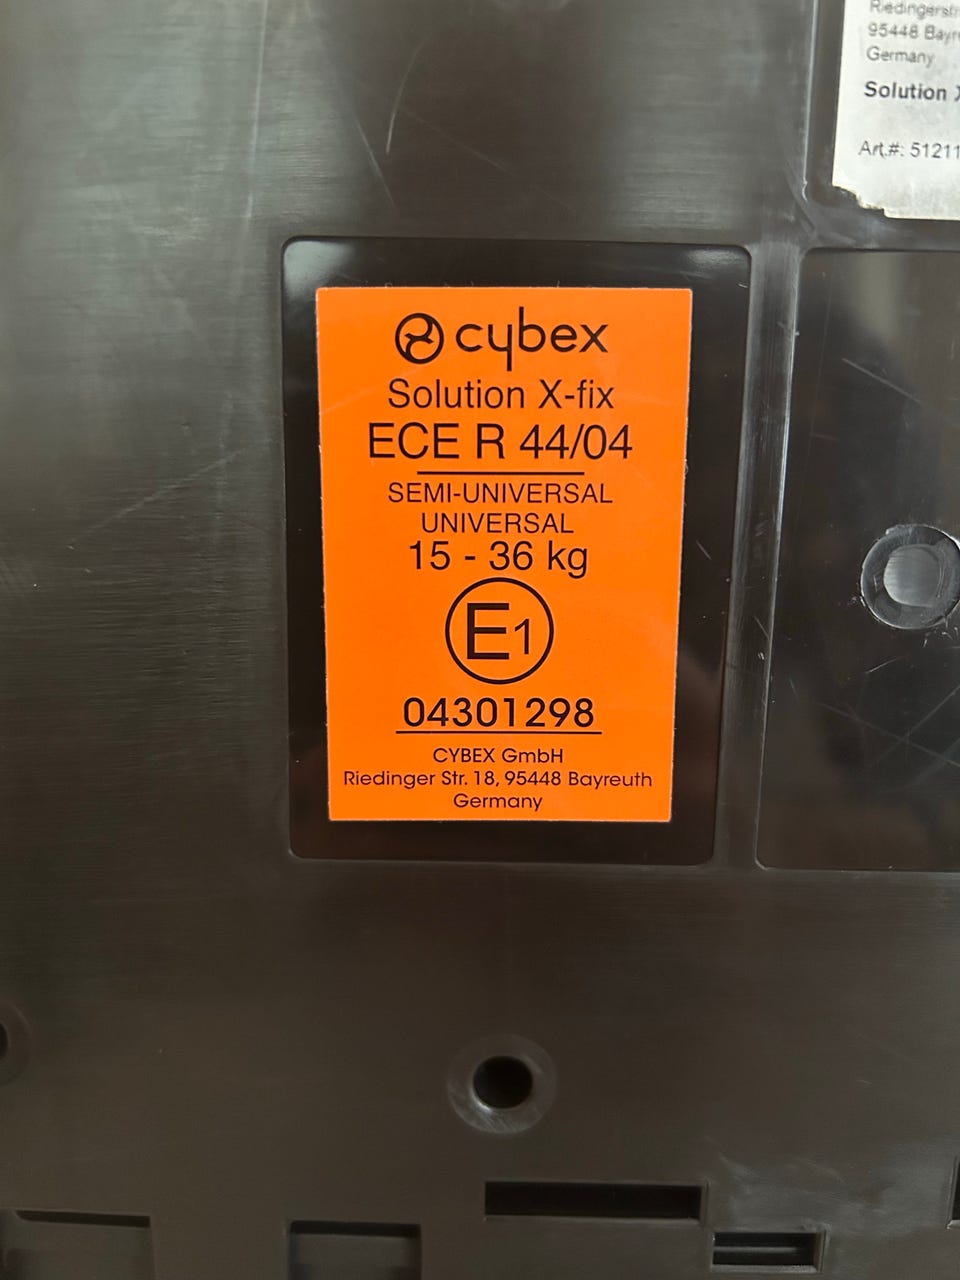 95448
Germany
Solution
Art.#:
cybex
Solution X-fix
ECE R 44/04
SEMI-UNIVERSAL
UNIVERSAL
15 - 36 kg
E1
04301298
CYBEX GmbH
Riedinger Str. 18, 95448 Bayreuth
Germany